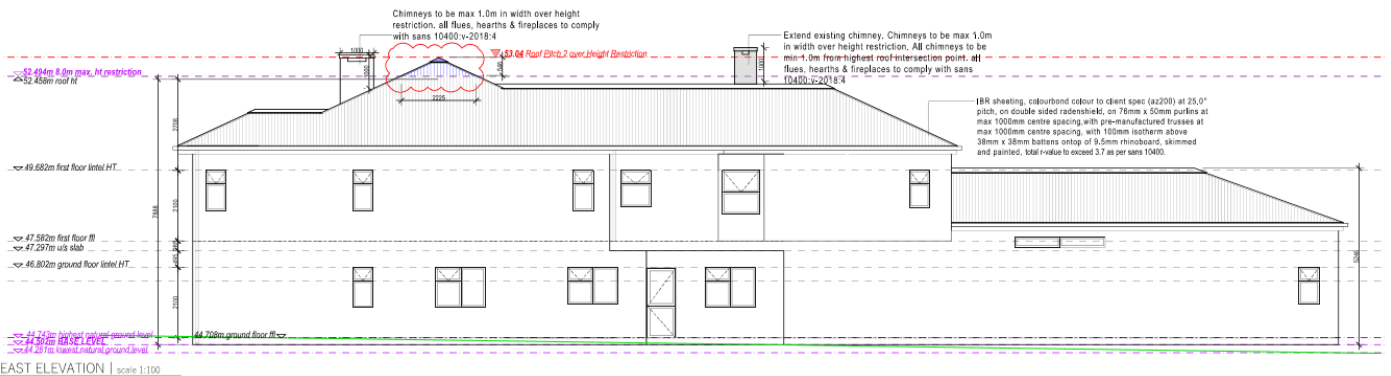 Chimneys to be max 1.0m in width over height
restriction. all flues, hearths & fireplaces to comply
with sans 10400:v-2018:4
53.04 Roof Pitch 2 over Height Restriction
Extend existing chimney. Chimneys to be max 1.0m
in width over height restriction. All chimneys to be
min 1.0m from highest roof intersection point. all
flues, hearths & fireplaces to comply with sans
10400:v-2018:4
1000
1000
546
2225
1000
52.494m 8.0m max. ht restriction
52.458m roof ht
IBR sheeting, colourbond colour to client spec (az200) at 25,0°
pitch, on double sided radenshield, on 76mm x 50mm purlins at
max 1000mm centre spacing, with pre-manufactured trusses at
max 1000mm centre spacing, with 100mm isotherm above
38mm x 38mm battens ontop of 9.5mm rhinoboard, skimmed
and painted, total r-value to exceed 3.7 as per sans 10400.
2708
49.682m first floor lintel HT
2100
47.582m first floor ffl
47.297m u/s slab
495
46.802m ground floor lintel HT
2100
44.743m highest natural ground level
44.708m ground floor ffl
44.502m BASE LEVEL
44.261m lowest natural ground level
EAST ELEVATION | scale 1:100